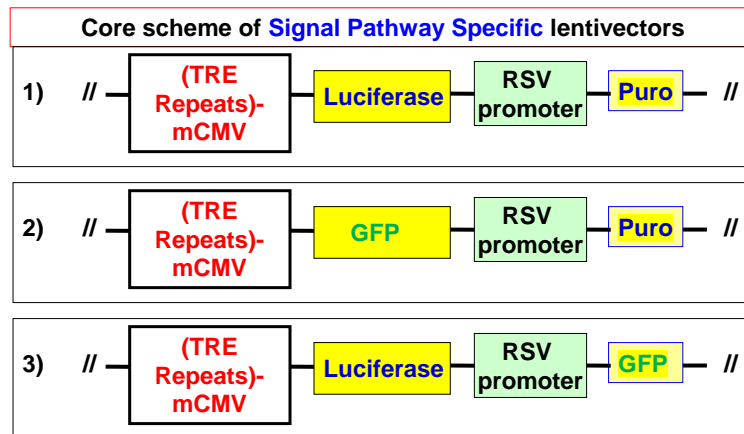 Core scheme of Signal Pathway Specific lentivectors
1) // (TRE Repeats)-mCMV Luciferase RSV promoter Puro //
2) // (TRE Repeats)-mCMV GFP RSV promoter Puro //
3) // (TRE Repeats)-mCMV Luciferase RSV promoter GFP //